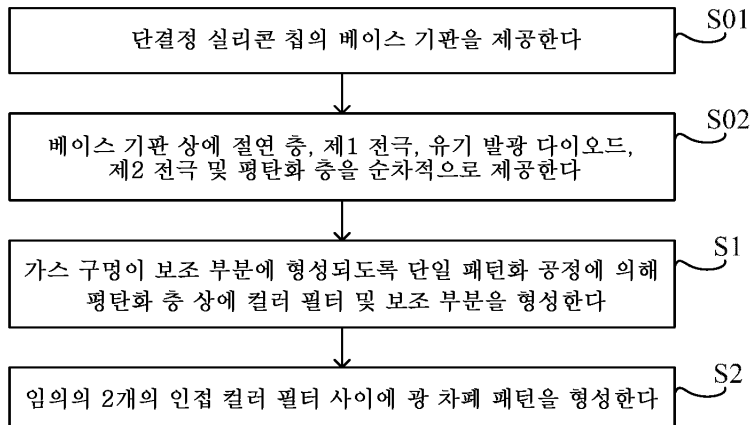 단결정 실리콘 칩의 베이스 기판을 제공한다
S01
베이스 기판 상에 절연 층, 제1 전극, 유기 발광 다이오드,
제2 전극 및 평탄화 층을 순차적으로 제공한다
S02
가스 구멍이 보조 부분에 형성되도록 단일 패턴화 공정에 의해
평탄화 층 상에 컬러 필터 및 보조 부분을 형성한다
S1
임의의 2개의 인접 컬러 필터 사이에 광 차폐 패턴을 형성한다
S2